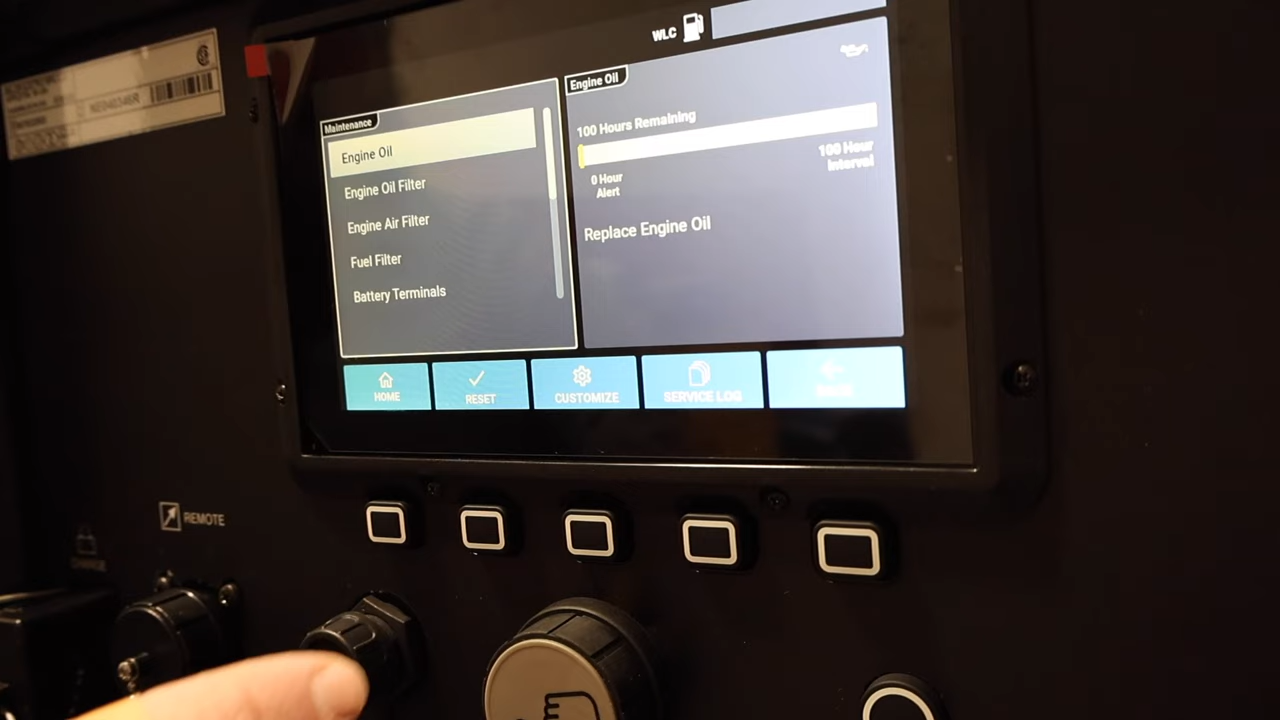 WLC
Maintenance
Engine Oil
Engine Oil Filter
Engine Air Filter
Fuel Filter
Battery Terminals
Engine Oil
100 Hours Remaining
0 Hour
Alert
100 Hour
Interval
Replace Engine Oil
HOME
RESET
CUSTOMIZE
SERVICE LOG
REMOTE